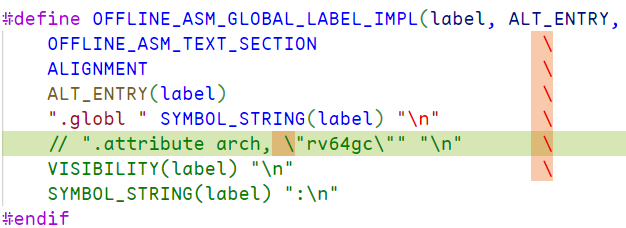 #define OFFLINE_ASM_GLOBAL_LABEL_IMPL(label, ALT_ENTRY,
    OFFLINE_ASM_TEXT_SECTION                    \
    ALIGNMENT                                   \
    ALT_ENTRY(label)                            \
    ".globl " SYMBOL_STRING(label) "\n"         \
    // ".attribute arch, \"rv64gc\"" "\n"       \
    VISIBILITY(label) "\n"                      \
    SYMBOL_STRING(label) ":\n"
#endif